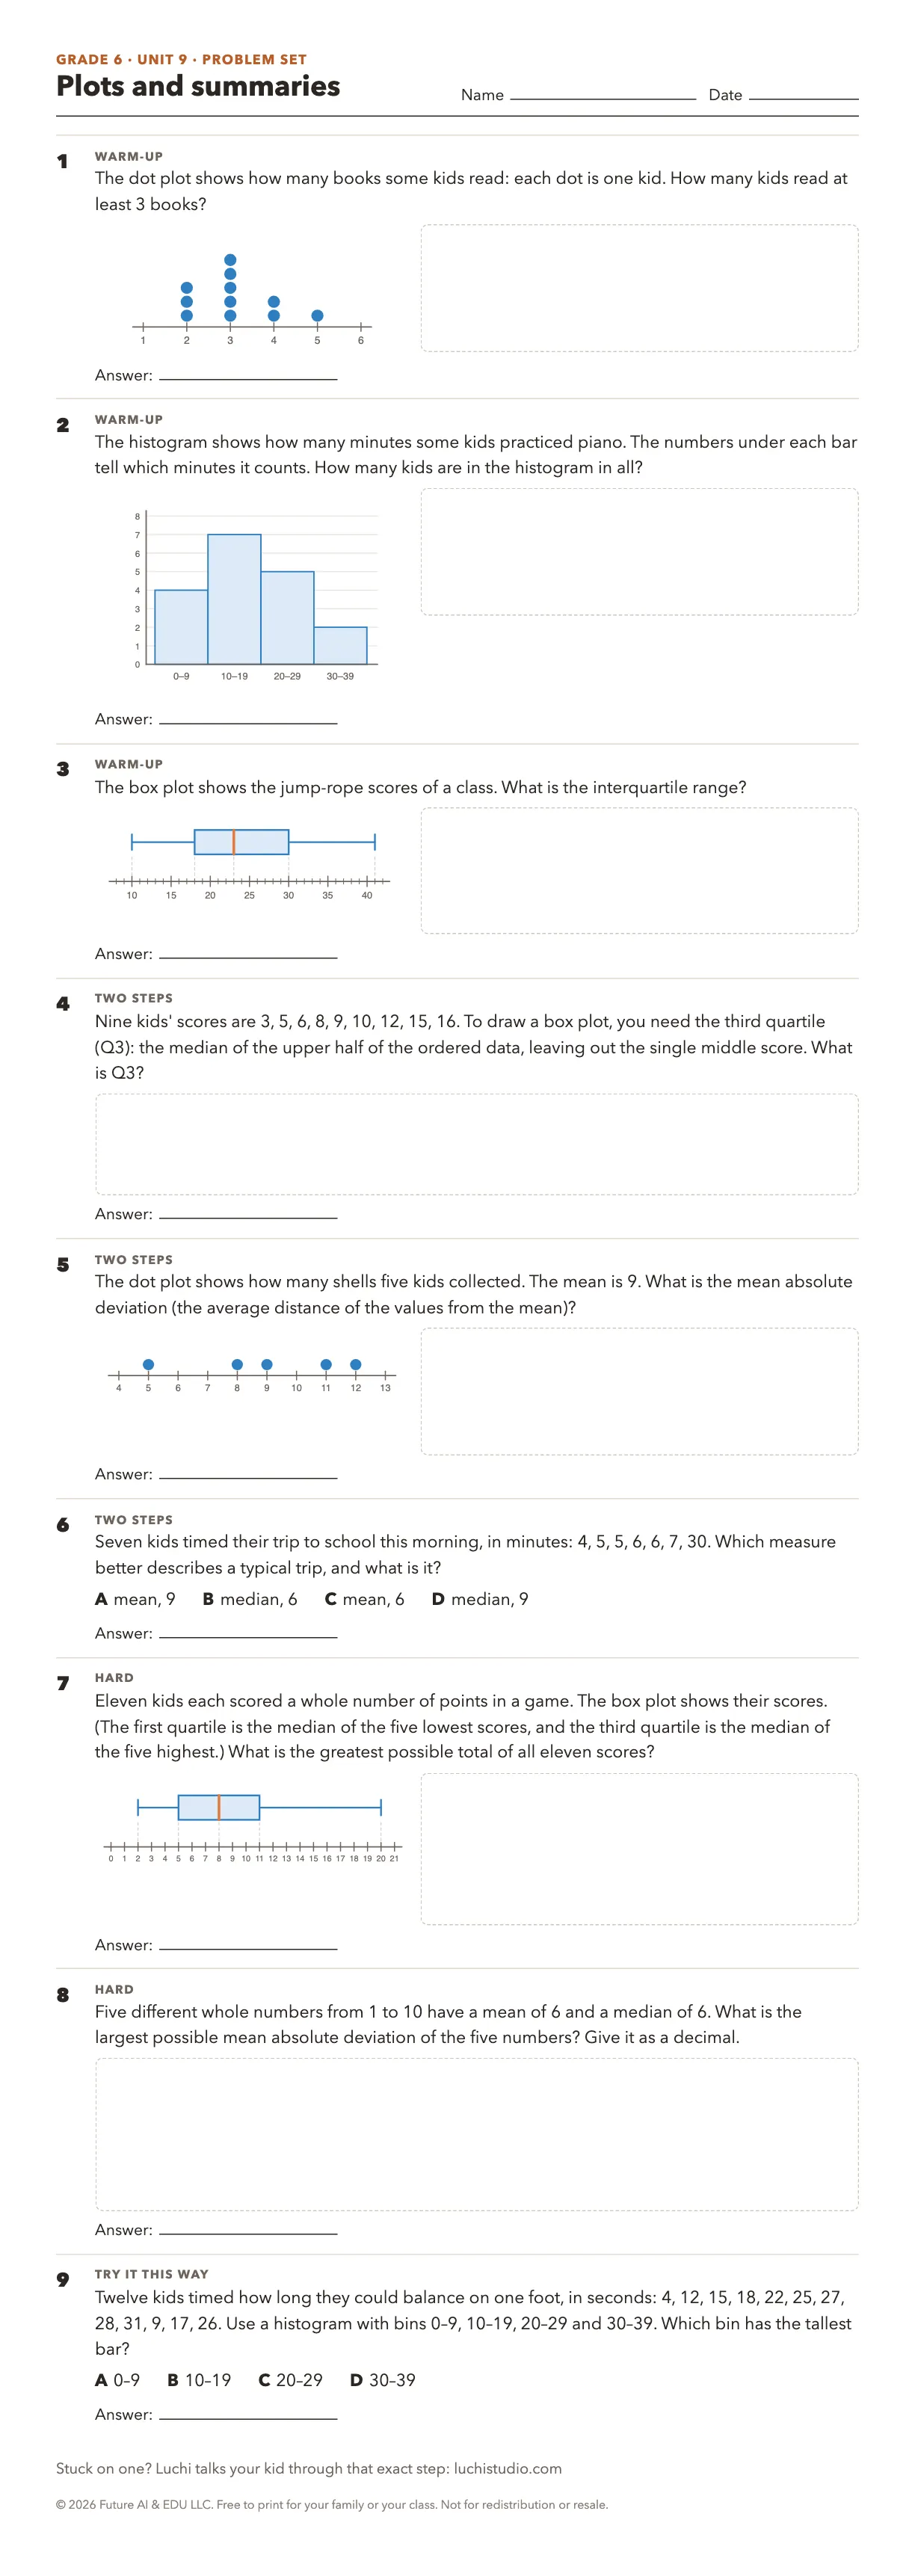 GRADE 6 · UNIT 9 · PROBLEM SET
Plots and summaries
Name
Date
1
WARM-UP
The dot plot shows how many books some kids read: each dot is one kid. How many kids read at
least 3 books?
1 2 3 4 5 6
Answer:
2
WARM-UP
The histogram shows how many minutes some kids practiced piano. The numbers under each bar
tell which minutes it counts. How many kids are in the histogram in all?
8
7
6
5
4
3
2
1
0
0–9 10–19 20–29 30–39
Answer:
3
WARM-UP
The box plot shows the jump-rope scores of a class. What is the interquartile range?
10 15 20 25 30 35 40
Answer:
4
TWO STEPS
Nine kids' scores are 3, 5, 6, 8, 9, 10, 12, 15, 16. To draw a box plot, you need the third quartile
(Q3): the median of the upper half of the ordered data, leaving out the single middle score. What
is Q3?
Answer:
5
TWO STEPS
The dot plot shows how many shells five kids collected. The mean is 9. What is the mean absolute
deviation (the average distance of the values from the mean)?
4 5 6 7 8 9 10 11 12 13
Answer:
6
TWO STEPS
Seven kids timed their trip to school this morning, in minutes: 4, 5, 5, 6, 6, 7, 30. Which measure
better describes a typical trip, and what is it?
A mean, 9 B median, 6 C mean, 6 D median, 9
Answer:
7
HARD
Eleven kids each scored a whole number of points in a game. The box plot shows their scores.
(The first quartile is the median of the five lowest scores, and the third quartile is the median of
the five highest.) What is the greatest possible total of all eleven scores?
0 1 2 3 4 5 6 7 8 9 10 11 12 13 14 15 16 17 18 19 20 21
Answer:
8
HARD
Five different whole numbers from 1 to 10 have a mean of 6 and a median of 6. What is the
largest possible mean absolute deviation of the five numbers? Give it as a decimal.
Answer:
9
TRY IT THIS WAY
Twelve kids timed how long they could balance on one foot, in seconds: 4, 12, 15, 18, 22, 25, 27,
28, 31, 9, 17, 26. Use a histogram with bins 0–9, 10–19, 20–29 and 30–39. Which bin has the tallest
bar?
A 0–9 B 10–19 C 20–29 D 30–39
Answer:
Stuck on one? Luchi talks your kid through that exact step: luchistudio.com
© 2026 Future AI & EDU LLC. Free to print for your family or your class. Not for redistribution or resale.